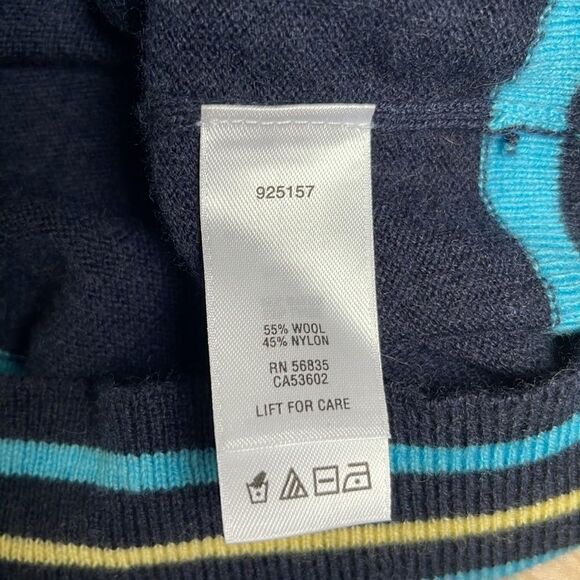 925157
55% WOOL
45% NYLON
RN 56835
CA53602
LIFT FOR CARE